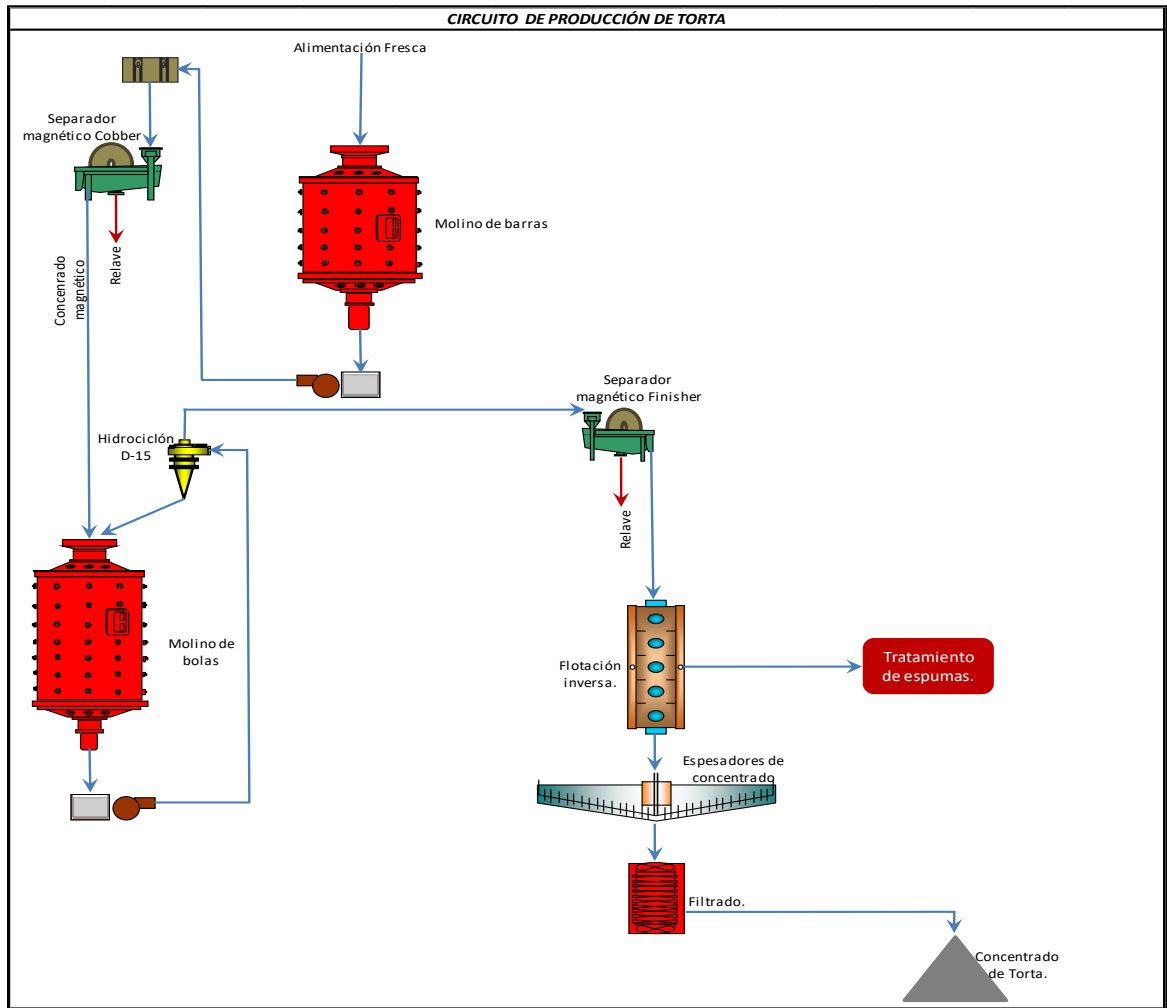 CIRCUITO DE PRODUCCIÓN DE TORTA
Alimentación Fresca
Separador
magnético Cobber
Molino de barras
Relave
Concenrado
magnético
Separador
magnético Finisher
Hidrociclón
D-15
Relave
Molino de
bolas
Flotación
inversa.
Tratamiento
de espumas.
Espesadores de
concentrado
Filtrado.
Concentrado
de Torta.